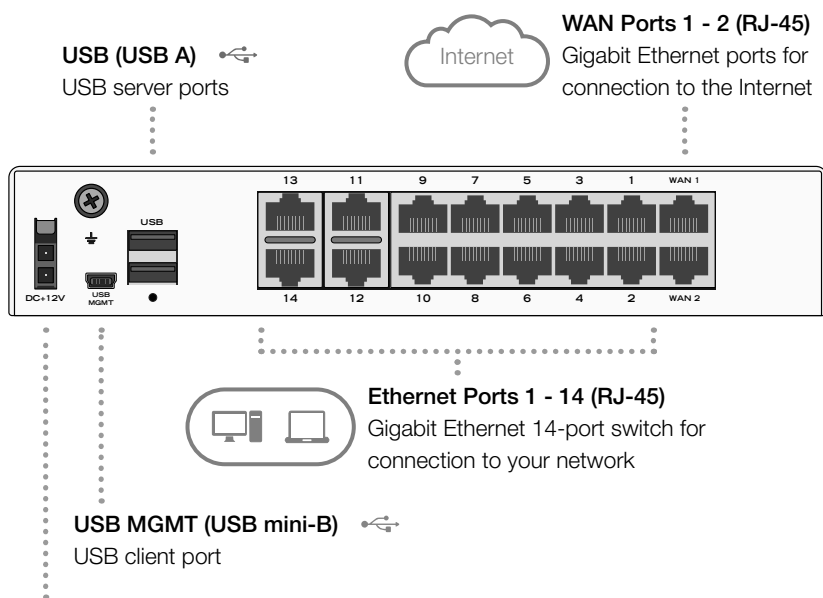 USB (USB A)
USB server ports
Internet
WAN Ports 1 - 2 (RJ-45)
Gigabit Ethernet ports for
connection to the Internet
13 11 9 7 5 3 1 WAN 1
USB
DC+12V
USB
MGMT
14 12 10 8 6 4 2 WAN 2
Ethernet Ports 1 - 14 (RJ-45)
Gigabit Ethernet 14-port switch for
connection to your network
USB MGMT (USB mini-B)
USB client port